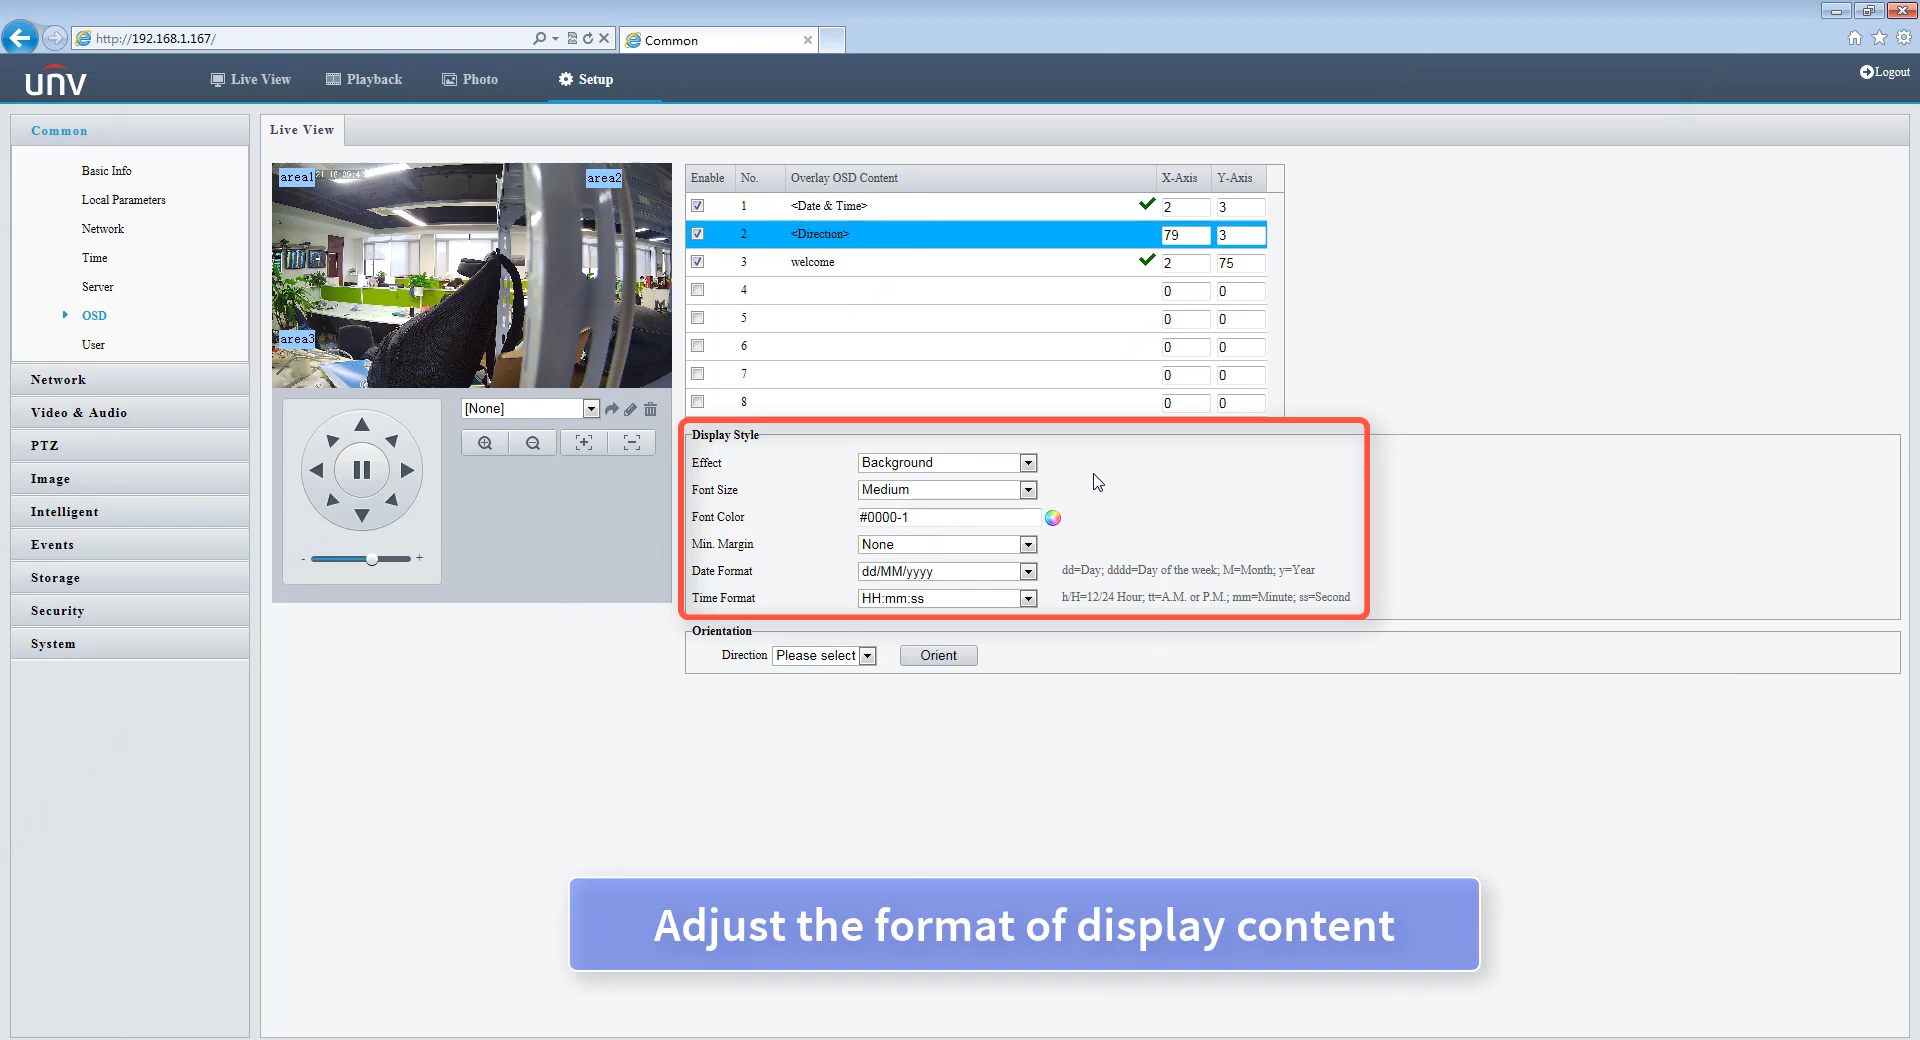 http://192.168.1.167/
Common
unv
Live View
Playback
Photo
Setup
Logout
Common
Basic Info
Local Parameters
Network
Time
Server
OSD
User
Network
Video & Audio
PTZ
Image
Intelligent
Events
Storage
Security
System
Live View
area1
area2
area3
[None]
- +
Enable No. Overlay OSD Content X-Axis Y-Axis
1 <Date & Time> 2 3
2 <Direction> 79 3
3 welcome 2 75
4 0 0
5 0 0
6 0 0
7 0 0
8 0 0
Display Style
Effect Background
Font Size Medium
Font Color #0000-1
Min. Margin None
Date Format dd/MM/yyyy dd=Day; dddd=Day of the week; M=Month; y=Year
Time Format HH:mm:ss h/H=12/24 Hour; tt=A.M. or P.M.; mm=Minute; ss=Second
Orientation
Direction Please select Orient
Adjust the format of display content